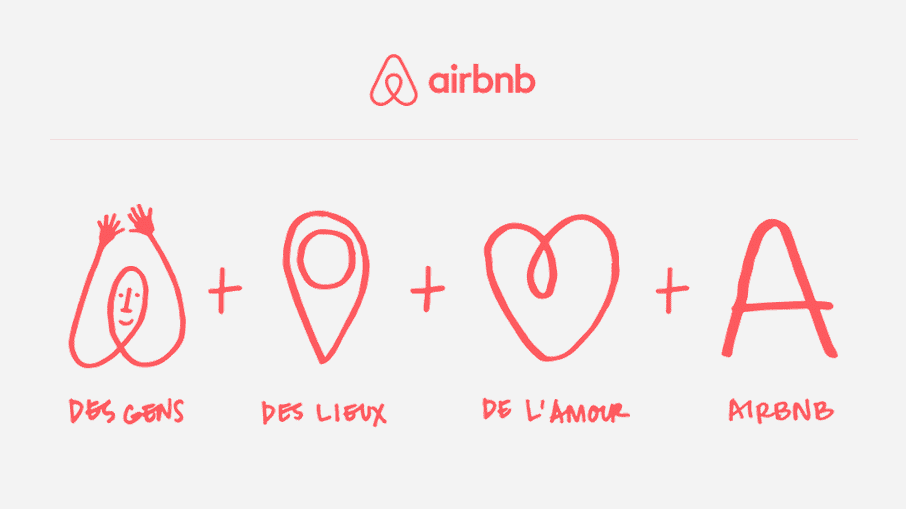 airbnb
DES GENS
DES LIEUX
DE L'AMOUR
AIRBNB